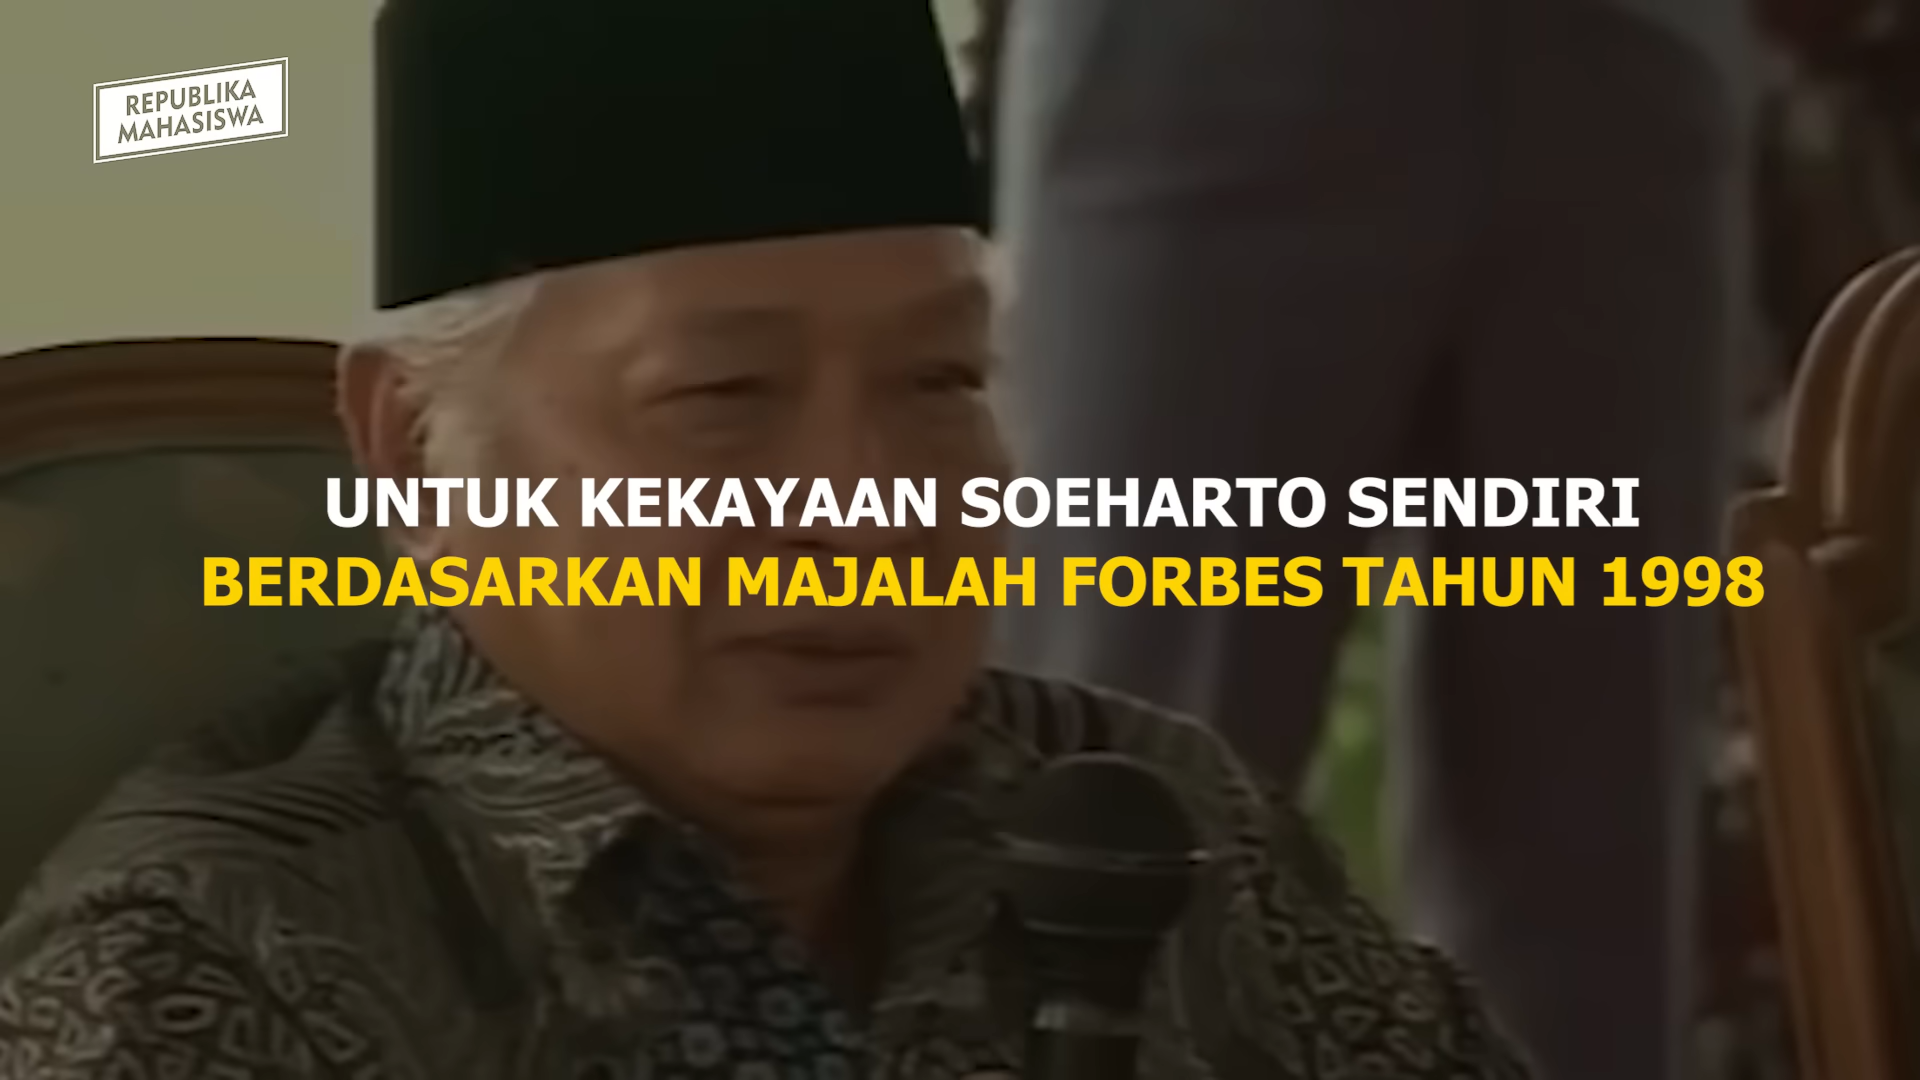 REPUBLIKA
MAHASISWA
UNTUK KEKAYAAN SOEHARTO SENDIRI
BERDASARKAN MAJALAH FORBES TAHUN 1998